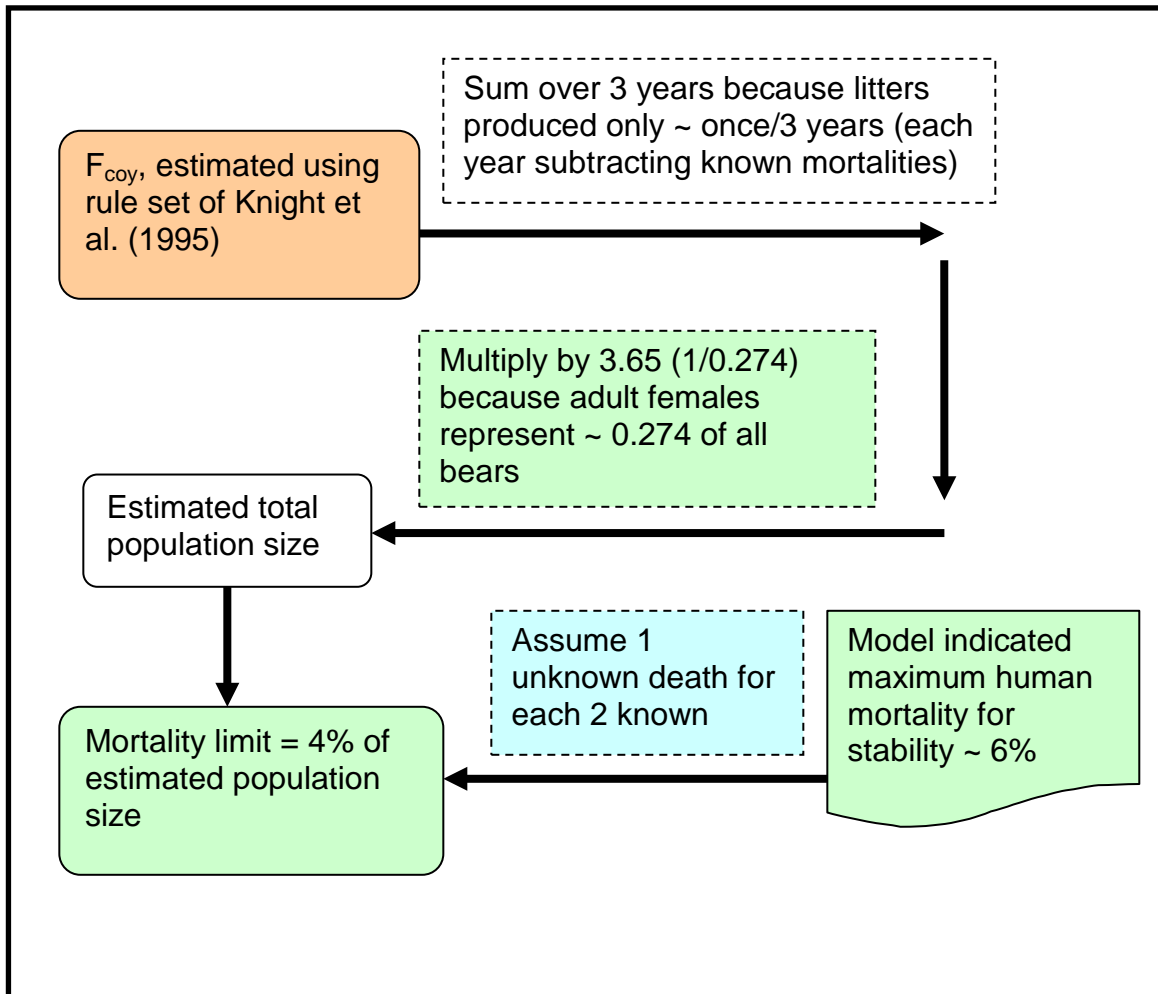 Sum over 3 years because litters
produced only ~ once/3 years (each
year subtracting known mortalities)
Fcoy, estimated using
rule set of Knight et
al. (1995)
Multiply by 3.65 (1/0.274)
because adult females
represent ~ 0.274 of all
bears
Estimated total
population size
Assume 1
unknown death for
each 2 known
Model indicated
maximum human
mortality for
stability ~ 6%
Mortality limit = 4% of
estimated population
size